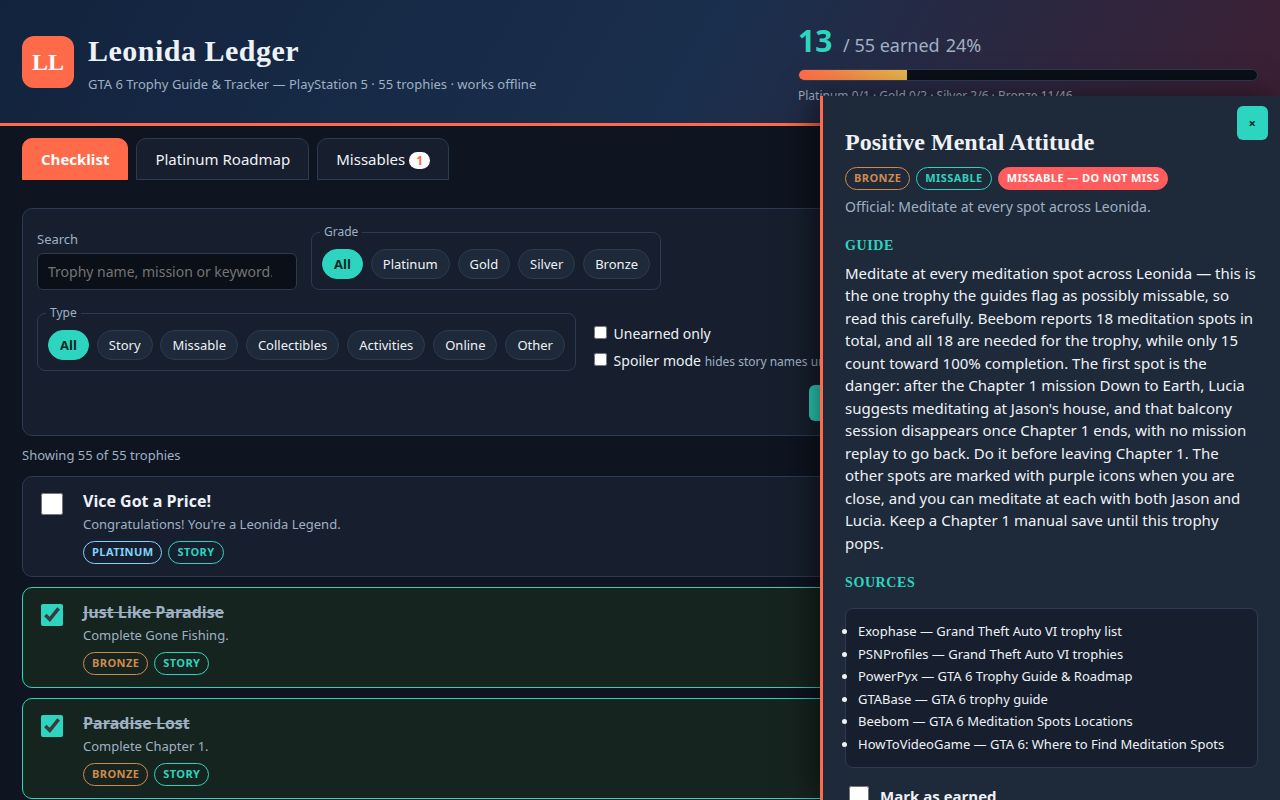 LL
Leonida Ledger
GTA 6 Trophy Guide & Tracker — PlayStation 5 · 55 trophies · works offline
13 / 55 earned 24%
Platinum 0/1 · Gold 0/2 · Silver 2/6 · Bronze 11/46
Checklist
Platinum Roadmap
Missables 1
Search
Trophy name, mission or keyword.
Grade
All
Platinum
Gold
Silver
Bronze
Type
All
Story
Missable
Collectibles
Activities
Online
Other
Unearned only
Spoiler mode hides story names
Showing 55 of 55 trophies
Vice Got a Price!
Congratulations! You're a Leonida Legend.
PLATINUM
STORY
Just Like Paradise
Complete Gone Fishing.
BRONZE
STORY
Paradise Lost
Complete Chapter 1.
BRONZE
STORY
×
Positive Mental Attitude
BRONZE
MISSABLE
MISSABLE — DO NOT MISS
Official: Meditate at every spot across Leonida.
GUIDE
Meditate at every meditation spot across Leonida — this is
the one trophy the guides flag as possibly missable, so
read this carefully. Beebom reports 18 meditation spots in
total, and all 18 are needed for the trophy, while only 15
count toward 100% completion. The first spot is the
danger: after the Chapter 1 mission Down to Earth, Lucia
suggests meditating at Jason's house, and that balcony
session disappears once Chapter 1 ends, with no mission
replay to go back. Do it before leaving Chapter 1. The
other spots are marked with purple icons when you are
close, and you can meditate at each with both Jason and
Lucia. Keep a Chapter 1 manual save until this trophy
pops.
SOURCES
Exophase — Grand Theft Auto VI trophy list
PSNProfiles — Grand Theft Auto VI trophies
PowerPyx — GTA 6 Trophy Guide & Roadmap
GTABase — GTA 6 trophy guide
Beebom — GTA 6 Meditation Spots Locations
HowToVideoGame — GTA 6: Where to Find Meditation Spots
Mark as earned